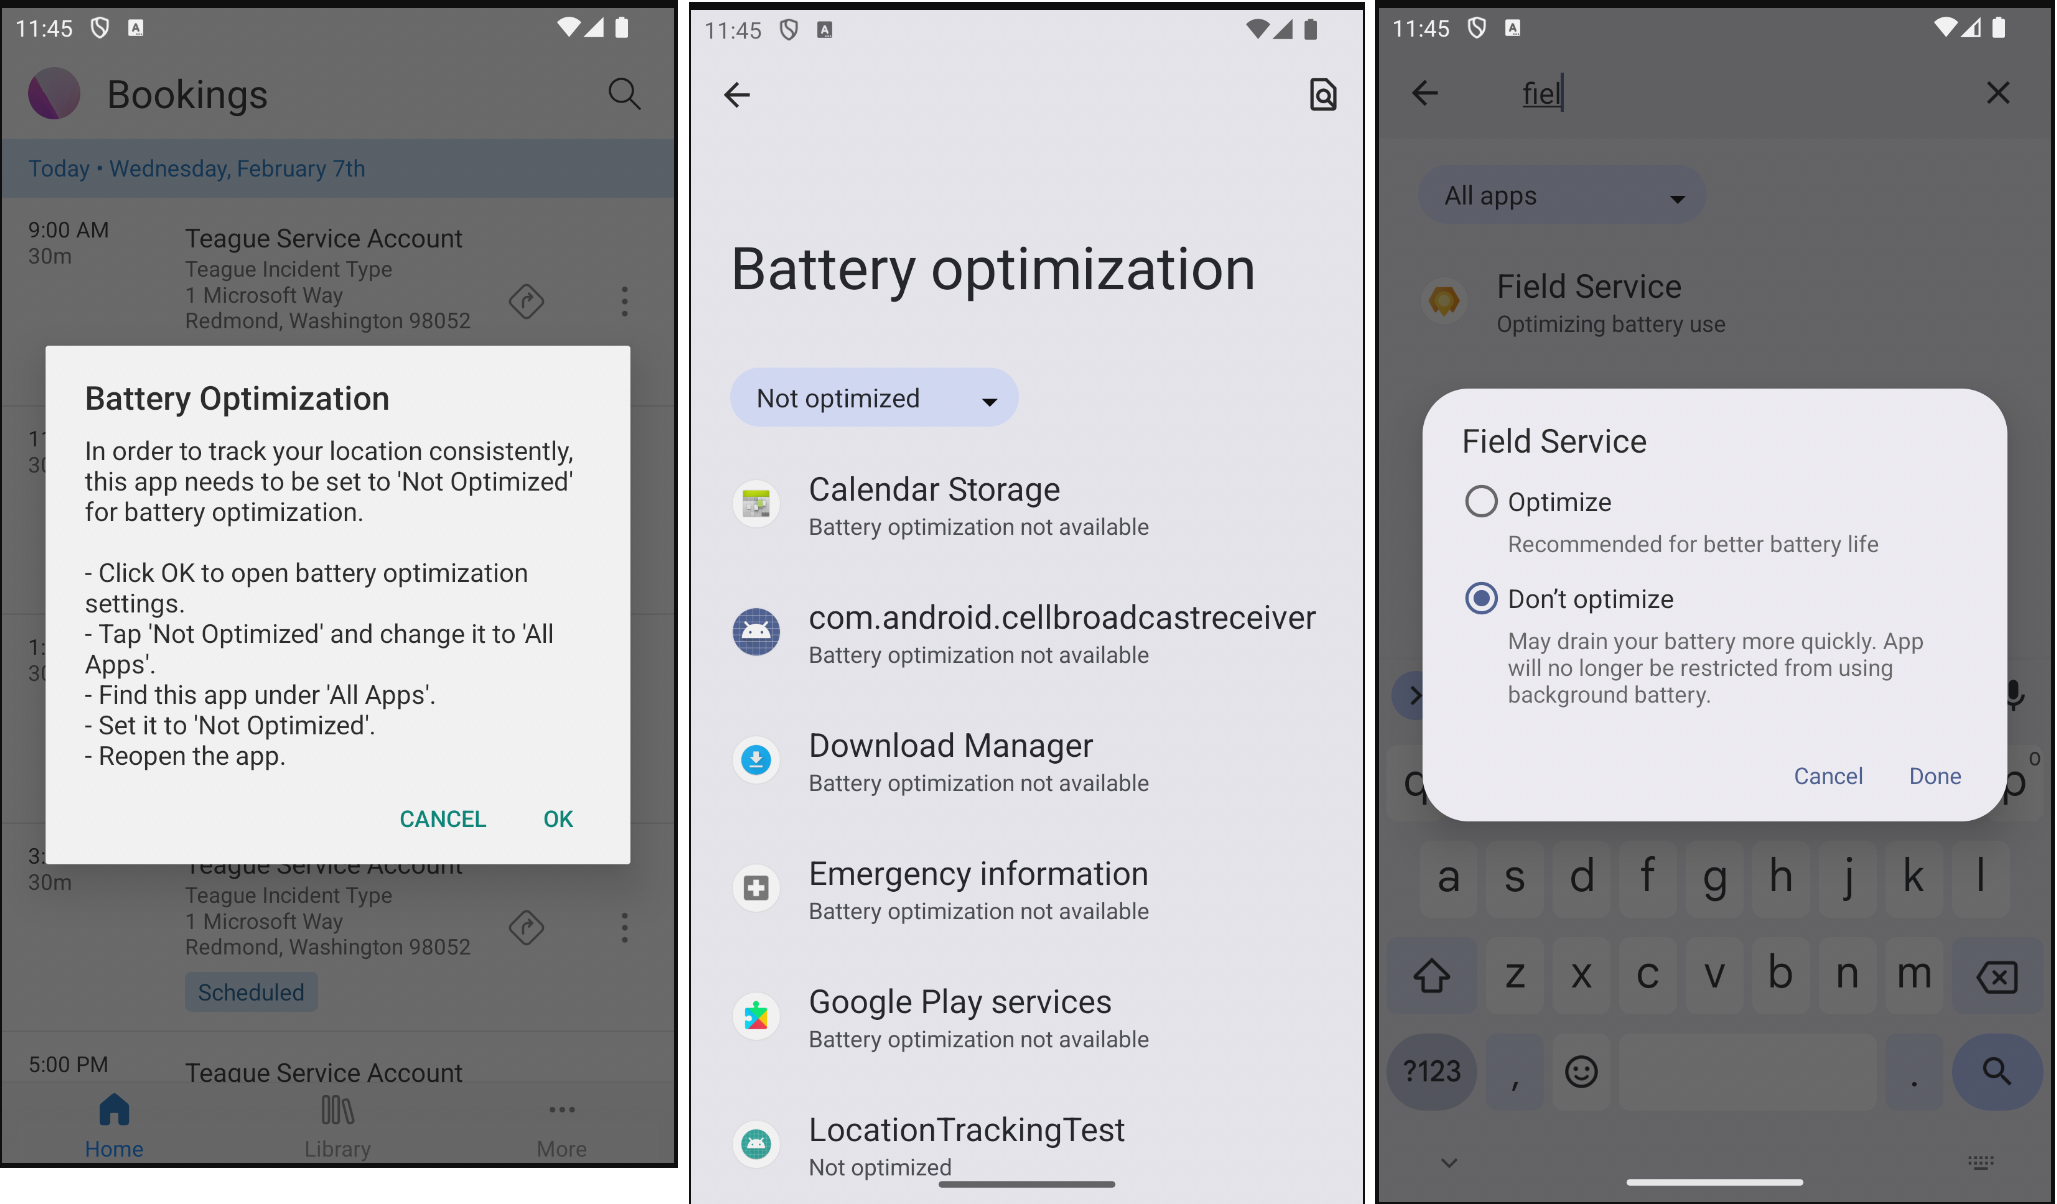 11:45
Bookings
Today • Wednesday, February 7th
9:00 AM
30m
Teague Service Account
Teague Incident Type
1 Microsoft Way
Redmond, Washington 98052
Battery Optimization
In order to track your location consistently,
this app needs to be set to 'Not Optimized'
for battery optimization.
- Click OK to open battery optimization
settings.
- Tap 'Not Optimized' and change it to 'All
Apps'.
- Find this app under 'All Apps'.
- Set it to 'Not Optimized'.
- Reopen the app.
CANCEL OK
3:
30m
Teague Service Account
Teague Incident Type
1 Microsoft Way
Redmond, Washington 98052
Scheduled
5:00 PM
Teague Service Account
Home Library More
11:45
Battery optimization
Not optimized
Calendar Storage
Battery optimization not available
com.android.cellbroadcastreceiver
Battery optimization not available
Download Manager
Battery optimization not available
Emergency information
Battery optimization not available
Google Play services
Battery optimization not available
LocationTrackingTest
Not optimized
11:45
fiel
All apps
Field Service
Optimizing battery use
Field Service
Optimize
Recommended for better battery life
Don't optimize
May drain your battery more quickly. App
will no longer be restricted from using
background battery.
Cancel Done
q p 0
a s d f g h j k l
z x c v b n m
?123 , .